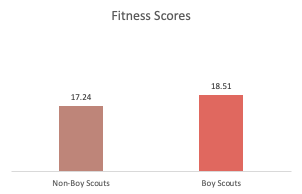 Fitness Scores
17.24
18.51
Non-Boy Scouts
Boy Scouts